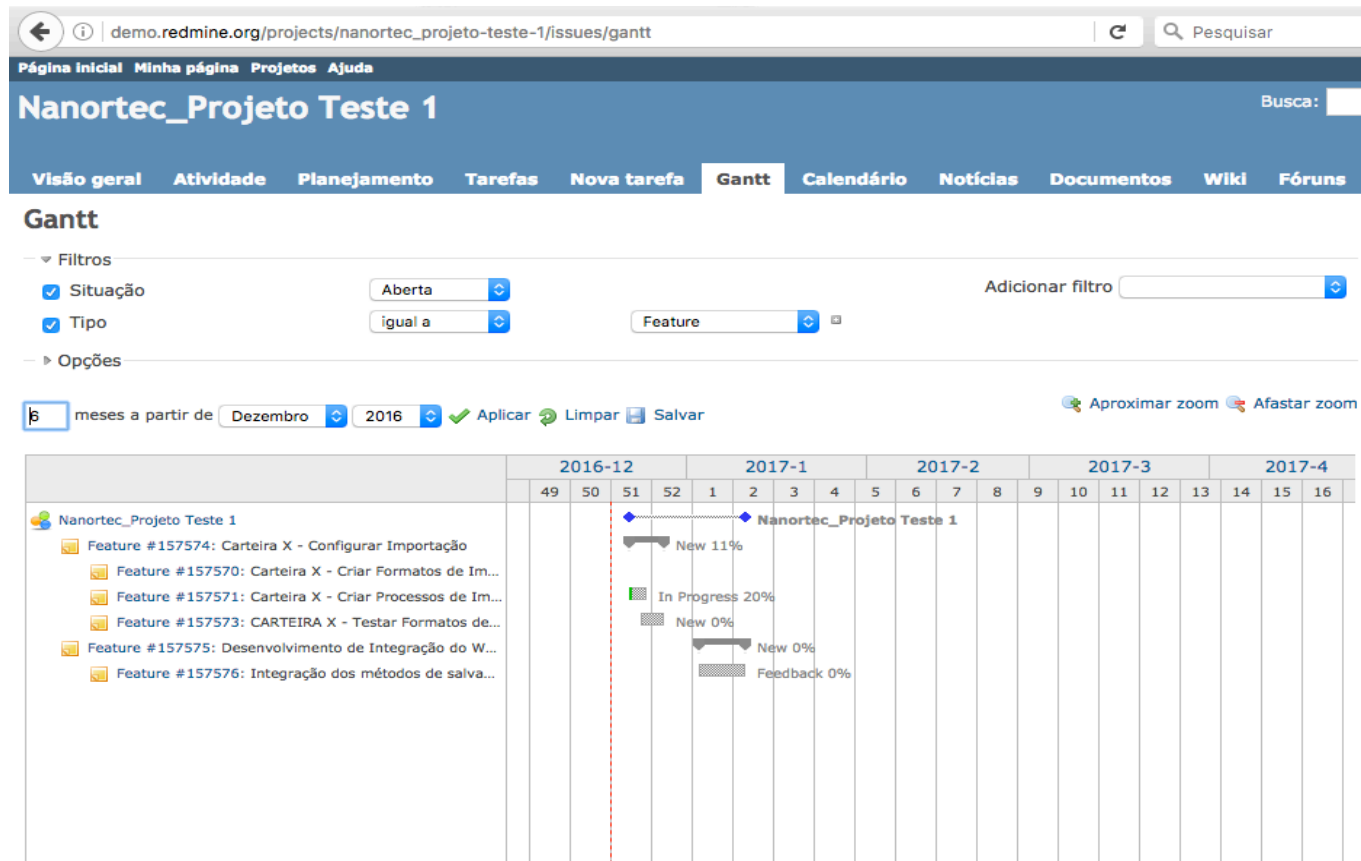 demo.redmine.org/projects/nanortec_projeto-teste-1/issues/gantt Pesquisar
Página inicial Minha página Projetos Ajuda
Nanortec_Projeto Teste 1 Busca:
Visão geral Atividade Planejamento Tarefas Nova tarefa Gantt Calendário Notícias Documentos Wiki Fóruns
Gantt
Filtros
Situação Aberta Adicionar filtro
Tipo igual a Feature
Opções
6 meses a partir de Dezembro 2016 Aplicar Limpar Salvar Aproximar zoom Afastar zoom
2016-12 2017-1 2017-2 2017-3 2017-4
49 50 51 52 1 2 3 4 5 6 7 8 9 10 11 12 13 14 15 16
Nanortec_Projeto Teste 1 Nanortec_Projeto Teste 1
Feature #157574: Carteira X - Configurar Importação New 11%
Feature #157570: Carteira X - Criar Formatos de Im...
Feature #157571: Carteira X - Criar Processos de Im... In Progress 20%
Feature #157573: CARTEIRA X - Testar Formatos de... New 0%
Feature #157575: Desenvolvimento de Integração do W... New 0%
Feature #157576: Integração dos métodos de salva... Feedback 0%